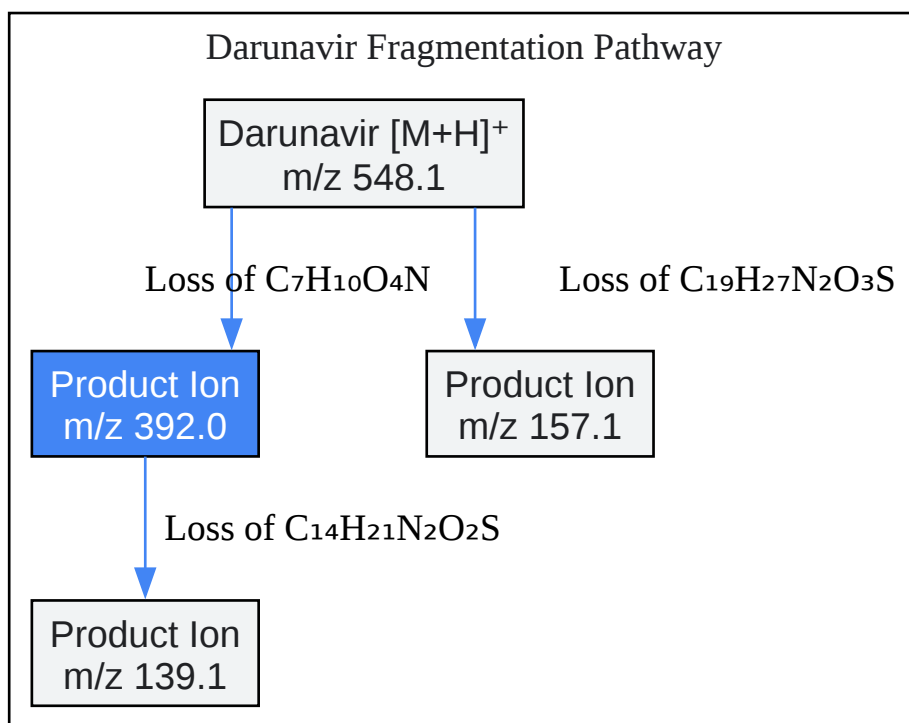 Darunavir Fragmentation Pathway
Darunavir [M+H]⁺
m/z 548.1
Loss of C₇H₁₀O₄N
Loss of C₁₉H₂₇N₂O₃S
Product Ion
m/z 392.0
Product Ion
m/z 157.1
Loss of C₁₄H₂₁N₂O₂S
Product Ion
m/z 139.1